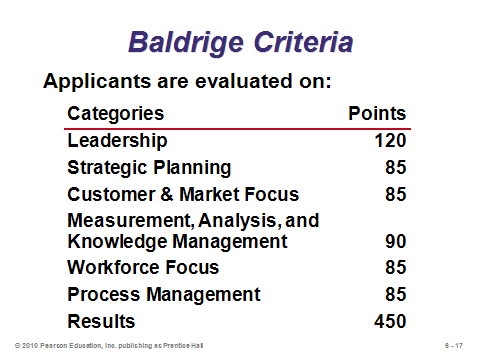 Baldrige Criteria
Applicants are evaluated on:
Categories Points
Leadership 120
Strategic Planning 85
Customer & Market Focus 85
Measurement, Analysis, and
Knowledge Management 90
Workforce Focus 85
Process Management 85
Results 450
© 2010 Pearson Education, Inc. publishing as Prentice Hall 6 - 17